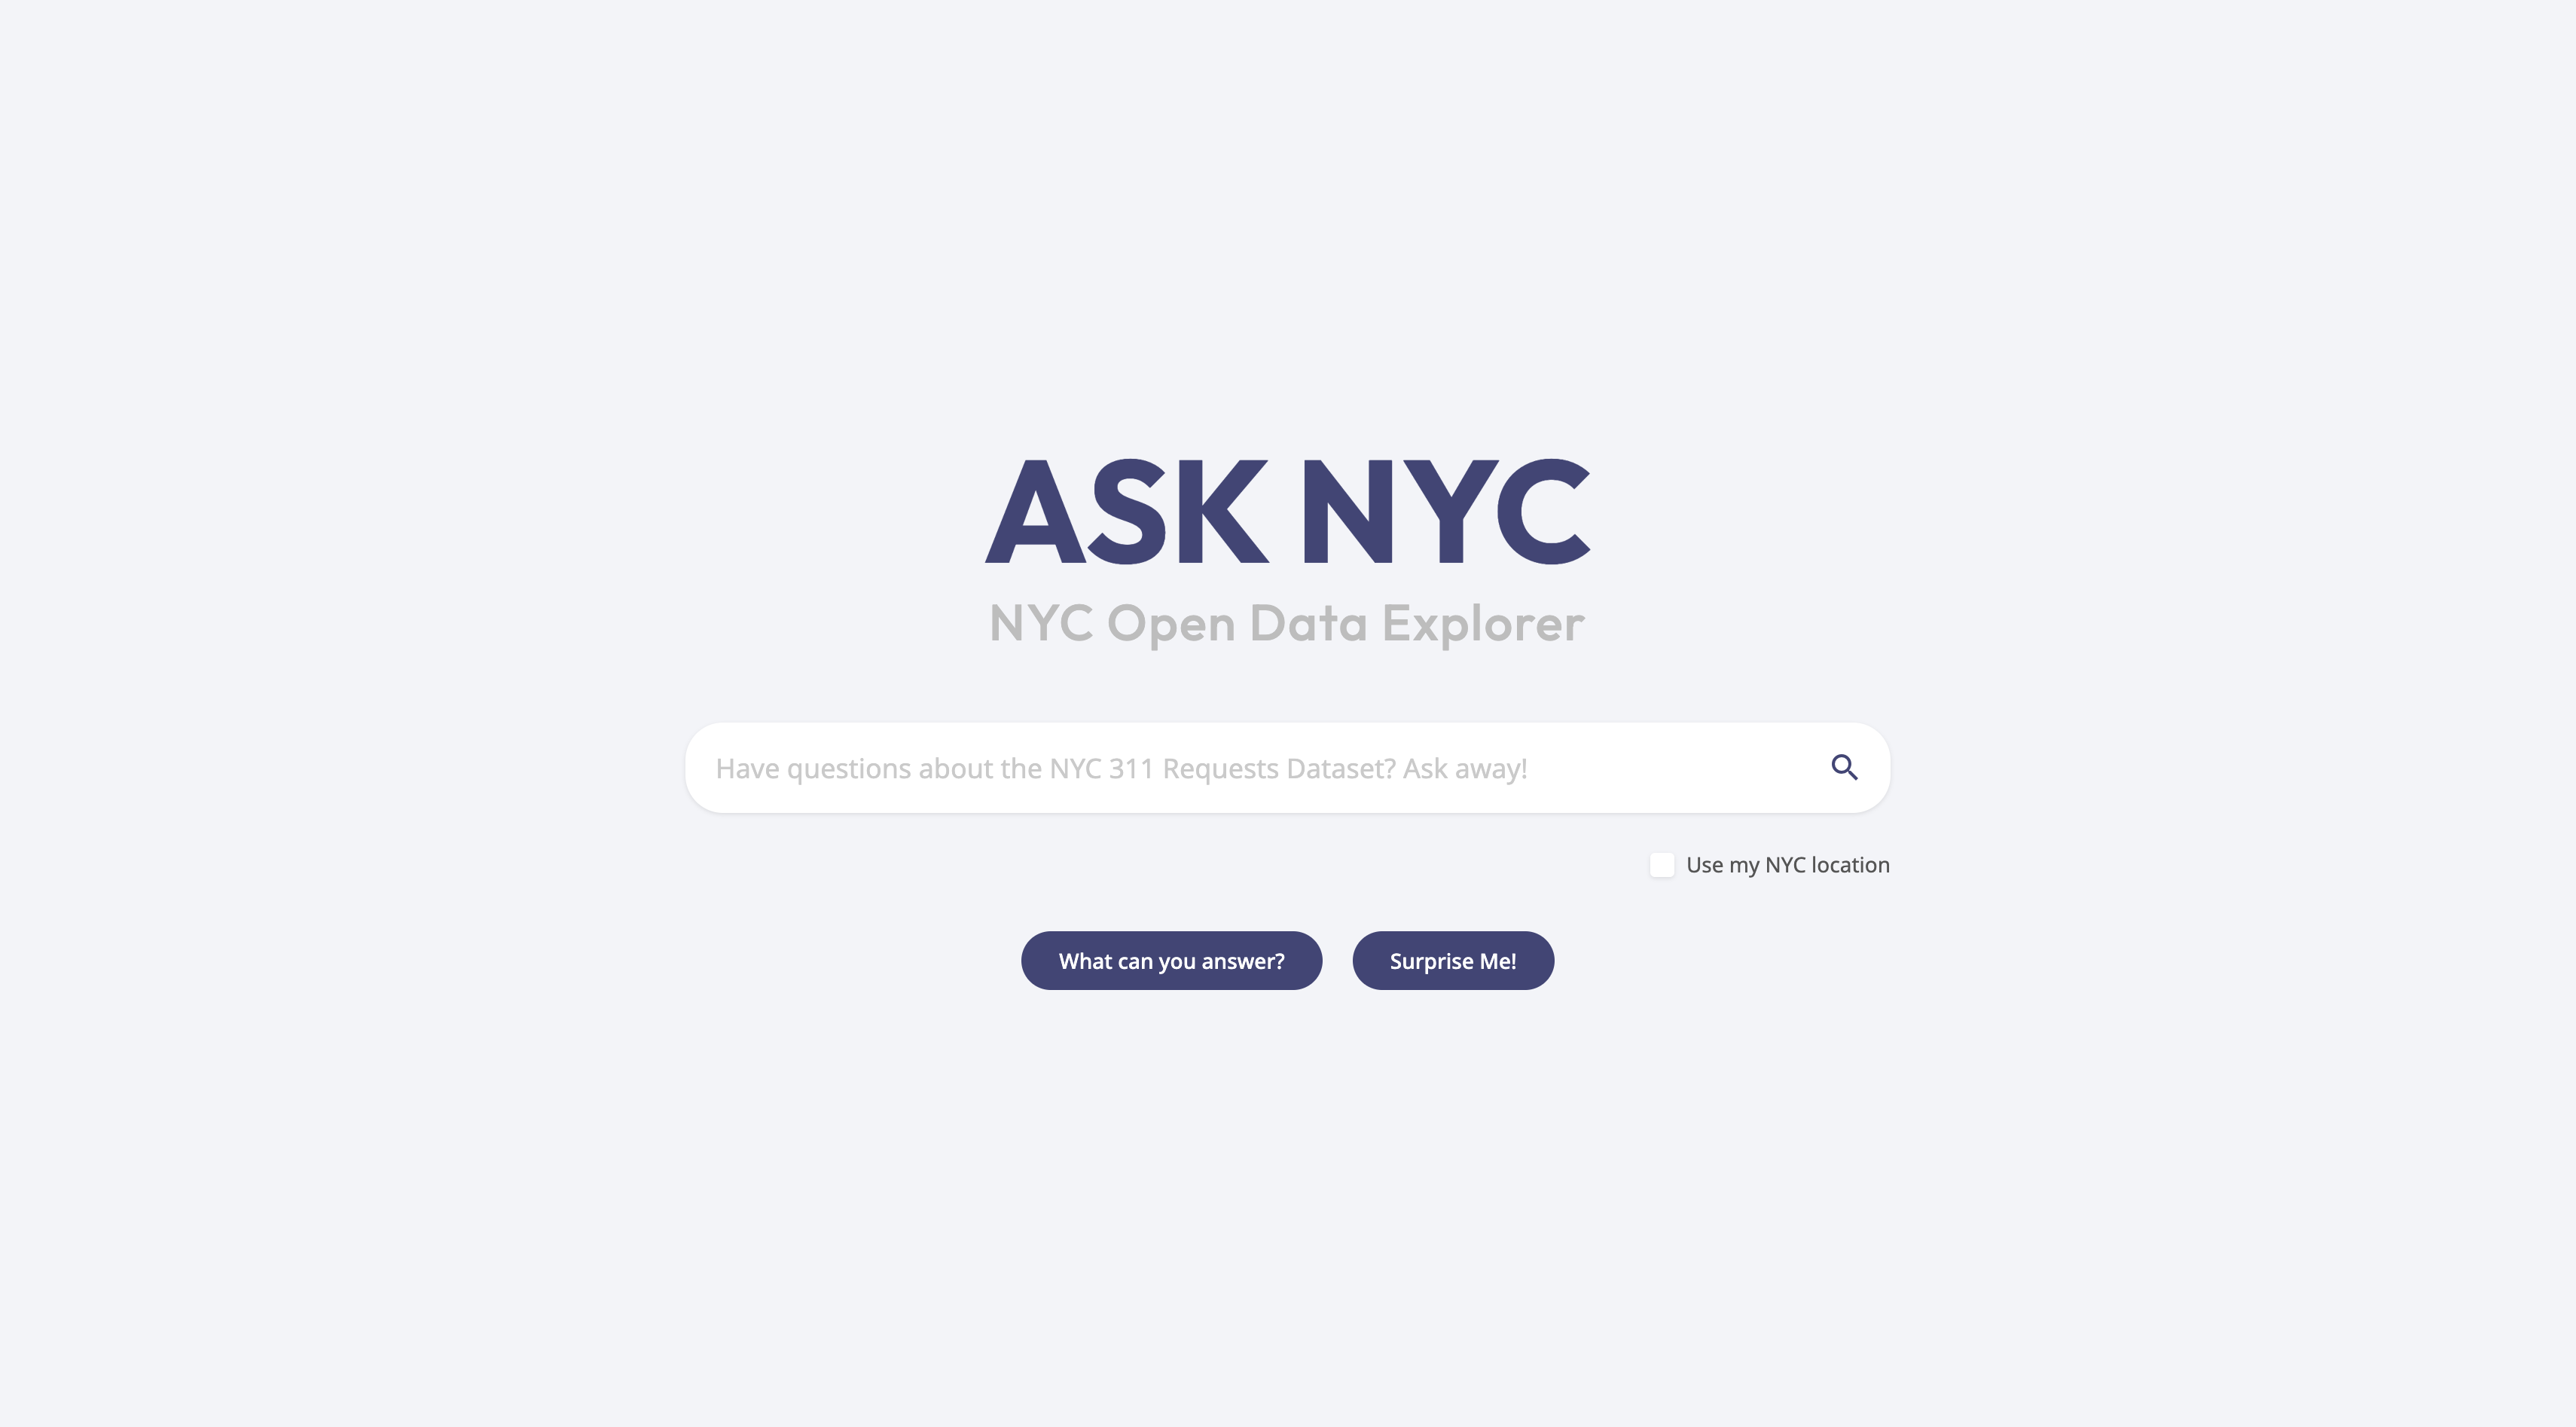 ASK NYC
NYC Open Data Explorer
Have questions about the NYC 311 Requests Dataset? Ask away!
Use my NYC location
What can you answer?
Surprise Me!